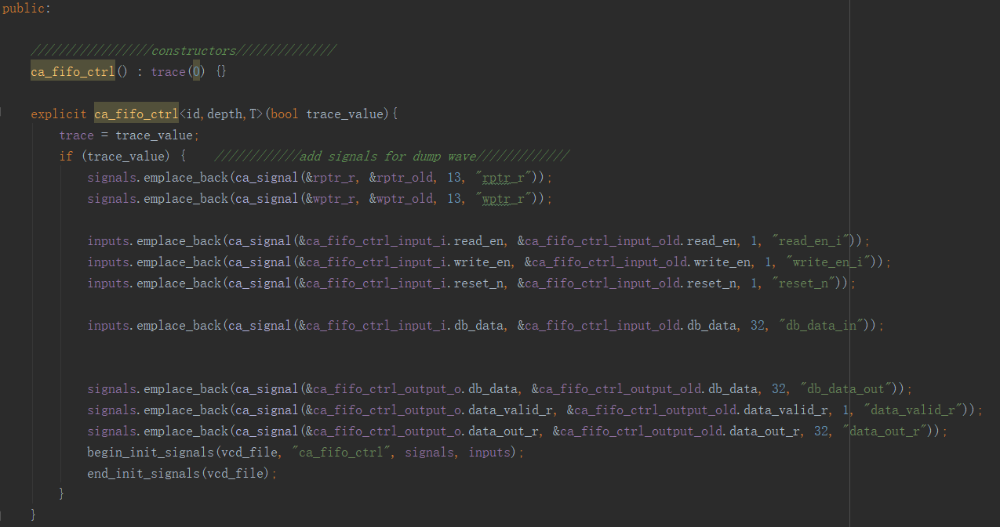 public:
//////////////////constructors///////////////
ca_fifo_ctrl() : trace(0) {}
explicit ca_fifo_ctrl<id,depth,T>(bool trace_value){
trace = trace_value;
if (trace_value) {    /////////////add signals for dump wave//////////////
signals.emplace_back(ca_signal(&rptr_r, &rptr_old, 13, "rptr_r"));
signals.emplace_back(ca_signal(&wptr_r, &wptr_old, 13, "wptr_r"));
inputs.emplace_back(ca_signal(&ca_fifo_ctrl_input_i.read_en, &ca_fifo_ctrl_input_old.read_en, 1, "read_en_i"));
inputs.emplace_back(ca_signal(&ca_fifo_ctrl_input_i.write_en, &ca_fifo_ctrl_input_old.write_en, 1, "write_en_i"));
inputs.emplace_back(ca_signal(&ca_fifo_ctrl_input_i.reset_n, &ca_fifo_ctrl_input_old.reset_n, 1, "reset_n"));
inputs.emplace_back(ca_signal(&ca_fifo_ctrl_input_i.db_data, &ca_fifo_ctrl_input_old.db_data, 32, "db_data_in"));
signals.emplace_back(ca_signal(&ca_fifo_ctrl_output_o.db_data, &ca_fifo_ctrl_output_old.db_data, 32, "db_data_out"));
signals.emplace_back(ca_signal(&ca_fifo_ctrl_output_o.data_valid_r, &ca_fifo_ctrl_output_old.data_valid_r, 1, "data_valid_r"));
signals.emplace_back(ca_signal(&ca_fifo_ctrl_output_o.data_out_r, &ca_fifo_ctrl_output_old.data_out_r, 32, "data_out_r"));
begin_init_signals(vcd_file, "ca_fifo_ctrl", signals, inputs);
end_init_signals(vcd_file);
}
}